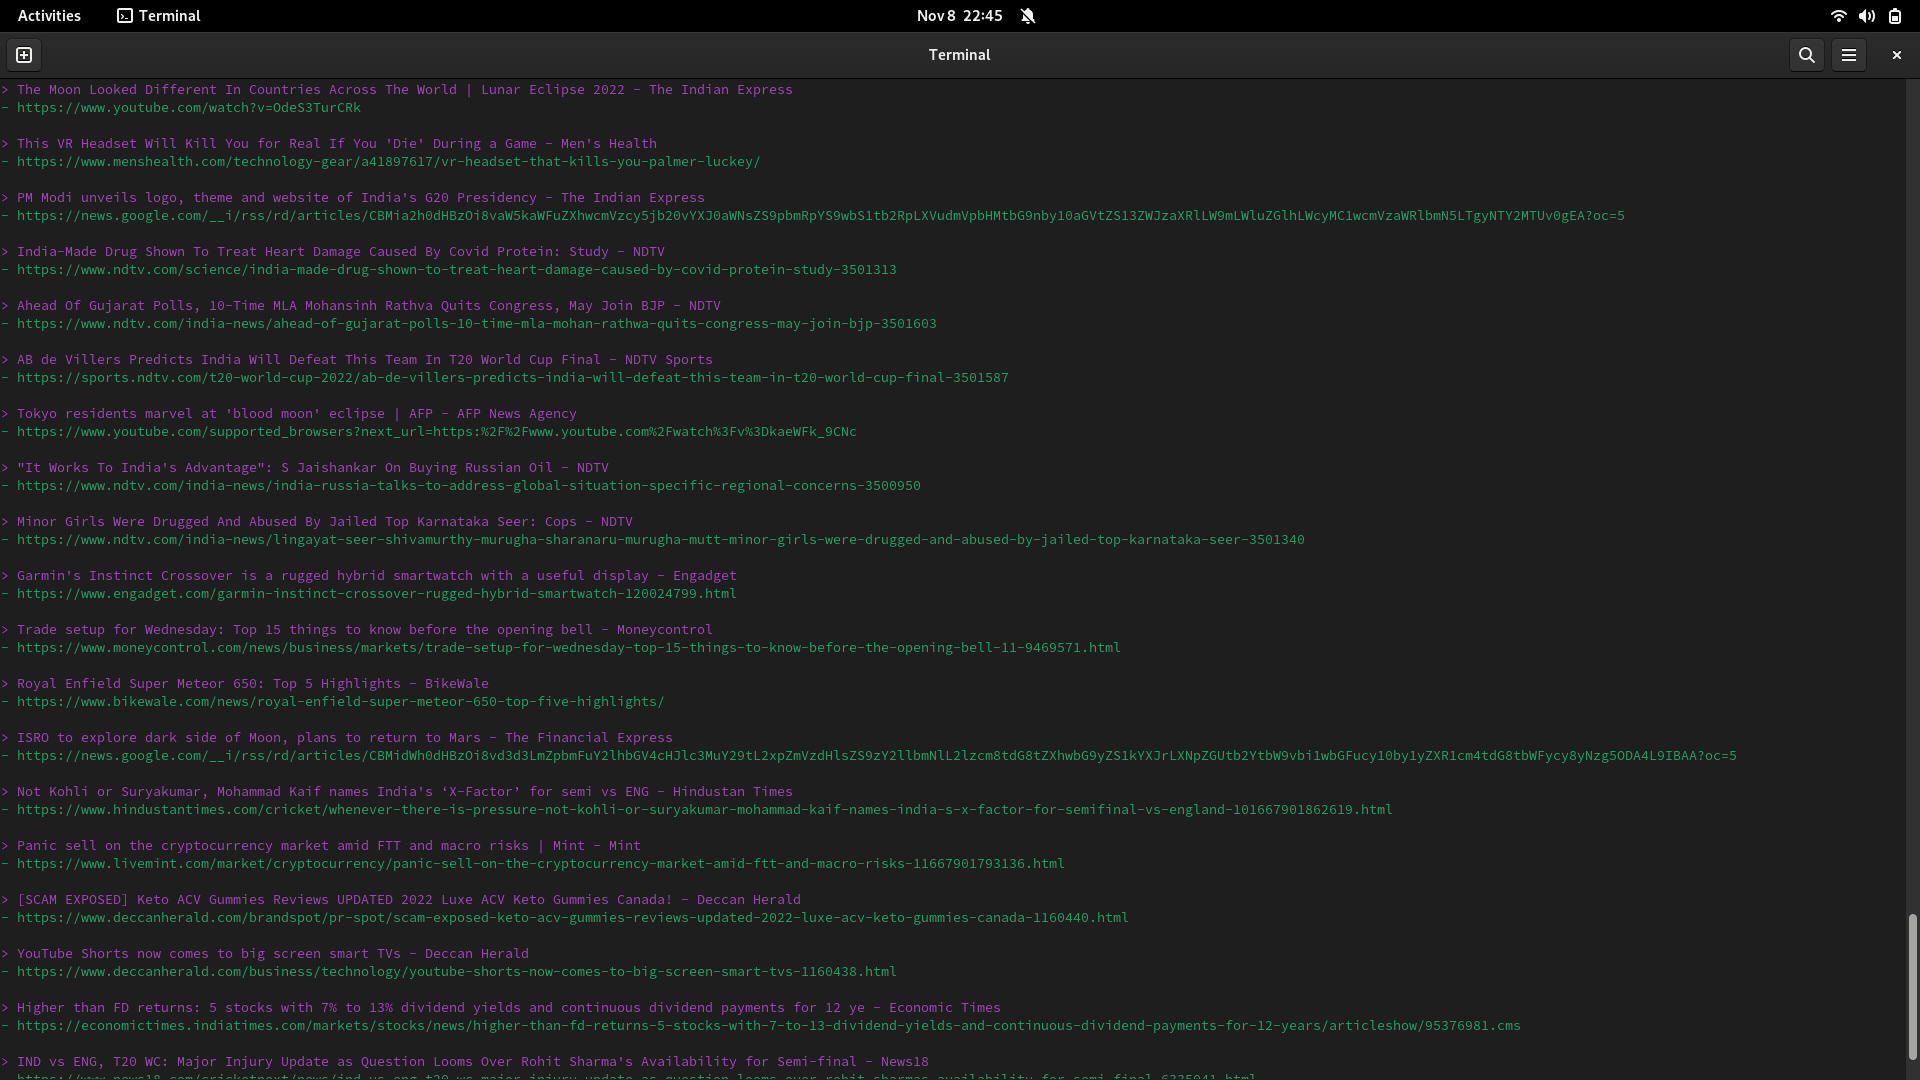 Activities
Terminal
Nov 8 22:45
Terminal
> The Moon Looked Different In Countries Across The World | Lunar Eclipse 2022 - The Indian Express
- https://www.youtube.com/watch?v=OdeS3TurCRk
> This VR Headset Will Kill You for Real If You 'Die' During a Game - Men's Health
- https://www.menshealth.com/technology-gear/a41897617/vr-headset-that-kills-you-palmer-luckey/
> PM Modi unveils logo, theme and website of India's G20 Presidency - The Indian Express
- https://news.google.com/__i/rss/rd/articles/CBMia2h0dHBzOi8vaW5kaWFuZXhwcmVzcy5jb20vYXJ0aWNsZS9pbmRpYS9wbS1tb2RpLXVudmVpbHMtbG9nby10aGVtZS13ZWJzaXRlLW9mLWluZGlhLWcyMC1wcmVzaWRlbmN5LTgyNTY2MTUv0gEA?oc=5
> India-Made Drug Shown To Treat Heart Damage Caused By Covid Protein: Study - NDTV
- https://www.ndtv.com/science/india-made-drug-shown-to-treat-heart-damage-caused-by-covid-protein-study-3501313
> Ahead Of Gujarat Polls, 10-Time MLA Mohansinh Rathva Quits Congress, May Join BJP - NDTV
- https://www.ndtv.com/india-news/ahead-of-gujarat-polls-10-time-mla-mohan-rathwa-quits-congress-may-join-bjp-3501603
> AB de Villers Predicts India Will Defeat This Team In T20 World Cup Final - NDTV Sports
- https://sports.ndtv.com/t20-world-cup-2022/ab-de-villers-predicts-india-will-defeat-this-team-in-t20-world-cup-final-3501587
> Tokyo residents marvel at 'blood moon' eclipse | AFP - AFP News Agency
- https://www.youtube.com/supported_browsers?next_url=https:%2F%2Fwww.youtube.com%2Fwatch%3Fv%3DkaeWFk_9CNc
> "It Works To India's Advantage": S Jaishankar On Buying Russian Oil - NDTV
- https://www.ndtv.com/india-news/india-russia-talks-to-address-global-situation-specific-regional-concerns-3500950
> Minor Girls Were Drugged And Abused By Jailed Top Karnataka Seer: Cops - NDTV
- https://www.ndtv.com/india-news/lingayat-seer-shivamurthy-murugha-sharanaru-murugha-mutt-minor-girls-were-drugged-and-abused-by-jailed-top-karnataka-seer-3501340
> Garmin's Instinct Crossover is a rugged hybrid smartwatch with a useful display - Engadget
- https://www.engadget.com/garmin-instinct-crossover-rugged-hybrid-smartwatch-120024799.html
> Trade setup for Wednesday: Top 15 things to know before the opening bell - Moneycontrol
- https://www.moneycontrol.com/news/business/markets/trade-setup-for-wednesday-top-15-things-to-know-before-the-opening-bell-11-9469571.html
> Royal Enfield Super Meteor 650: Top 5 Highlights - BikeWale
- https://www.bikewale.com/news/royal-enfield-super-meteor-650-top-five-highlights/
> ISRO to explore dark side of Moon, plans to return to Mars - The Financial Express
- https://news.google.com/__i/rss/rd/articles/CBMidWh0dHBzOi8vd3d3LmZpbmFuY2lhbGV4cHJlc3MuY29tL2xpZmVzdHlsZS9zY2llbmNlL2lzcm8tdG8tZXhwbG9yZS1kYXJrLXNpZGUtb2YtbW9vbi1wbGFucy10by1yZXR1cm4tdG8tbWFycy8yNzg5ODA4L9IBAA?oc=5
> Not Kohli or Suryakumar, Mohammad Kaif names India's ‘X-Factor’ for semi vs ENG - Hindustan Times
- https://www.hindustantimes.com/cricket/whenever-there-is-pressure-not-kohli-or-suryakumar-mohammad-kaif-names-india-s-x-factor-for-semifinal-vs-england-101667901862619.html
> Panic sell on the cryptocurrency market amid FTT and macro risks | Mint - Mint
- https://www.livemint.com/market/cryptocurrency/panic-sell-on-the-cryptocurrency-market-amid-ftt-and-macro-risks-11667901793136.html
> [SCAM EXPOSED] Keto ACV Gummies Reviews UPDATED 2022 Luxe ACV Keto Gummies Canada! - Deccan Herald
- https://www.deccanherald.com/brandspot/pr-spot/scam-exposed-keto-acv-gummies-reviews-updated-2022-luxe-acv-keto-gummies-canada-1160440.html
> YouTube Shorts now comes to big screen smart TVs - Deccan Herald
- https://www.deccanherald.com/business/technology/youtube-shorts-now-comes-to-big-screen-smart-tvs-1160438.html
> Higher than FD returns: 5 stocks with 7% to 13% dividend yields and continuous dividend payments for 12 ye - Economic Times
- https://economictimes.indiatimes.com/markets/stocks/news/higher-than-fd-returns-5-stocks-with-7-to-13-dividend-yields-and-continuous-dividend-payments-for-12-years/articleshow/95376981.cms
> IND vs ENG, T20 WC: Major Injury Update as Question Looms Over Rohit Sharma's Availability for Semi-final - News18